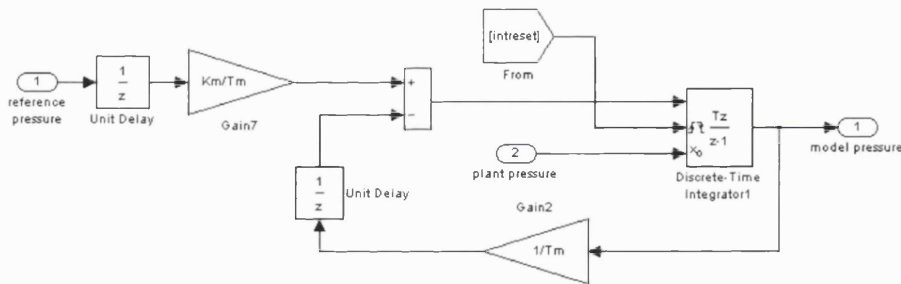 [intreset]
From
1
reference
pressure
1
z
Unit Delay
Km/Tm
Gain7
+
−
Tz
z-1
x₀
Discrete-Time
Integrator1
1
model pressure
2
plant pressure
1
z
Unit Delay
Gain2
1/Tm